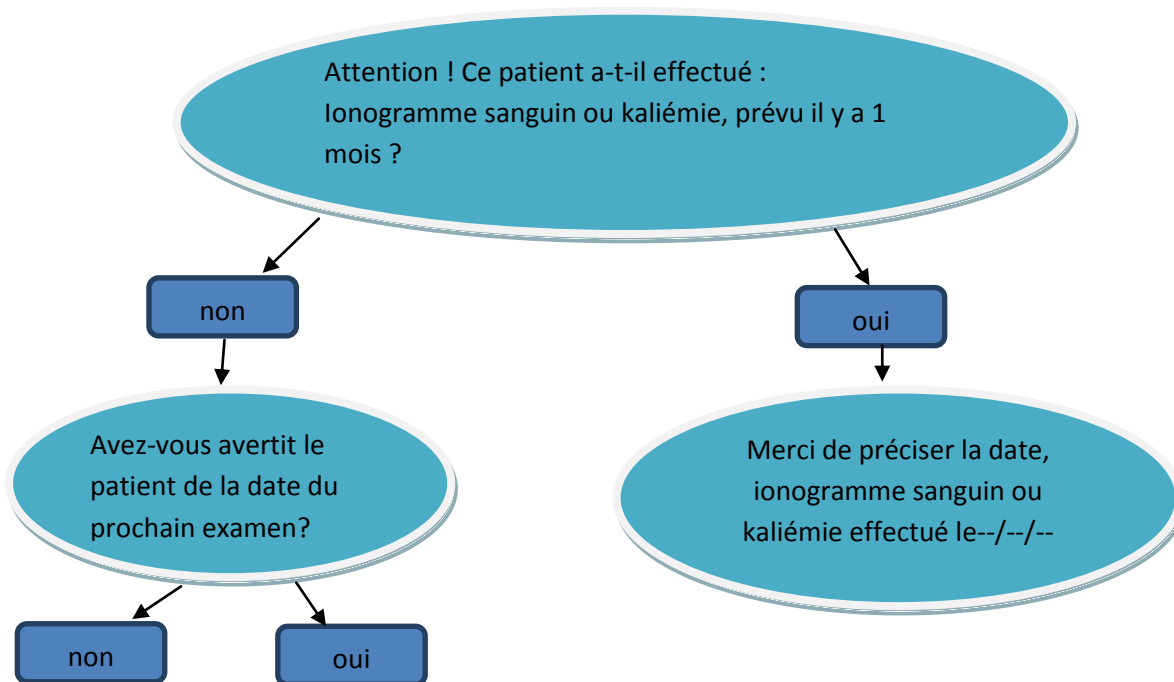 Attention ! Ce patient a-t-il effectué :
Ionogramme sanguin ou kaliémie, prévu il y a 1
mois ?
non
oui
Avez-vous avertit le
patient de la date du
prochain examen?
Merci de préciser la date,
ionogramme sanguin ou
kaliémie effectué le--/--/--
non
oui